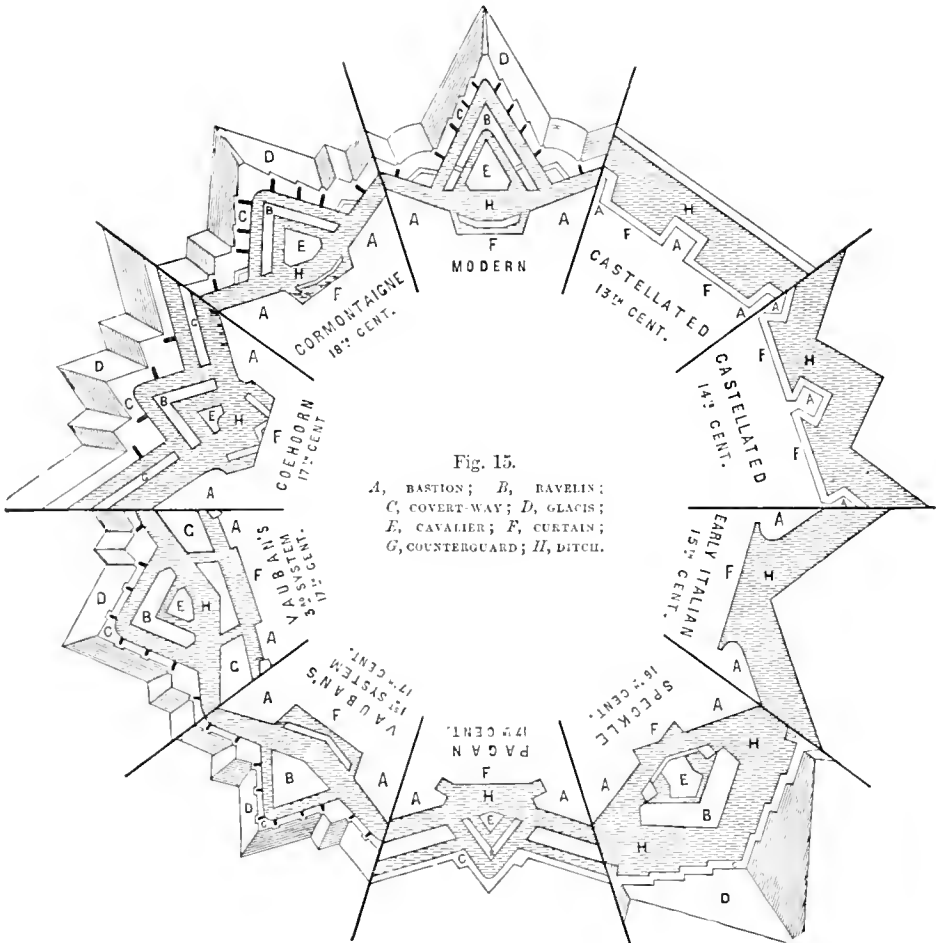 D
C
B
E
H
A
A
F
MODERN
H
A
F
A
F
A
CASTELLATED
13TH CENT.
A
H
F
A
F
A
CASTELLATED
14TH CENT.
A
F
H
A
EARLY ITALIAN
15TH CENT.
A
F
H
E
B
A
H
D
SPECKLE
16TH CENT.
PAGAN
17TH CENT.
F
H
A
A
E
C
VAUBAN'S
1ST SYSTEM
17TH CENT.
A
F
B
A
D
C
VAUBAN'S
3RD SYSTEM
17TH CENT.
G
A
F
D
E
H
B
C
G
A
COEHOORN
17TH CENT
C
A
D
C
B
E
H
F
C
A
CORMONTAIGNE
18TH CENT.
D
C
B
E
A
H
F
A
Fig. 15.
A, BASTION; B, RAVELIN;
C, COVERT-WAY; D, GLACIS;
E, CAVALIER; F, CURTAIN;
G, COUNTERGUARD; H, DITCH.